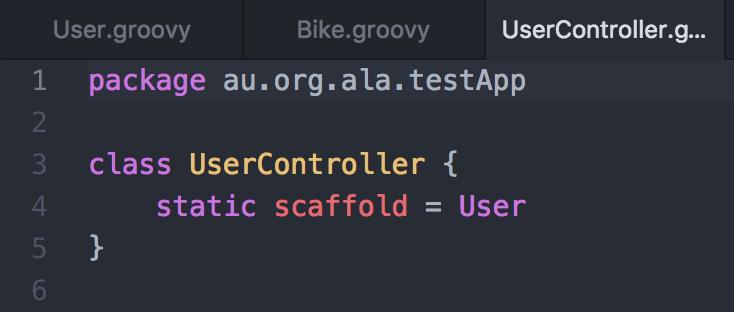 User.groovy Bike.groovy UserController.g...
1 package au.org.ala.testApp
2
3 class UserController {
4     static scaffold = User
5 }
6